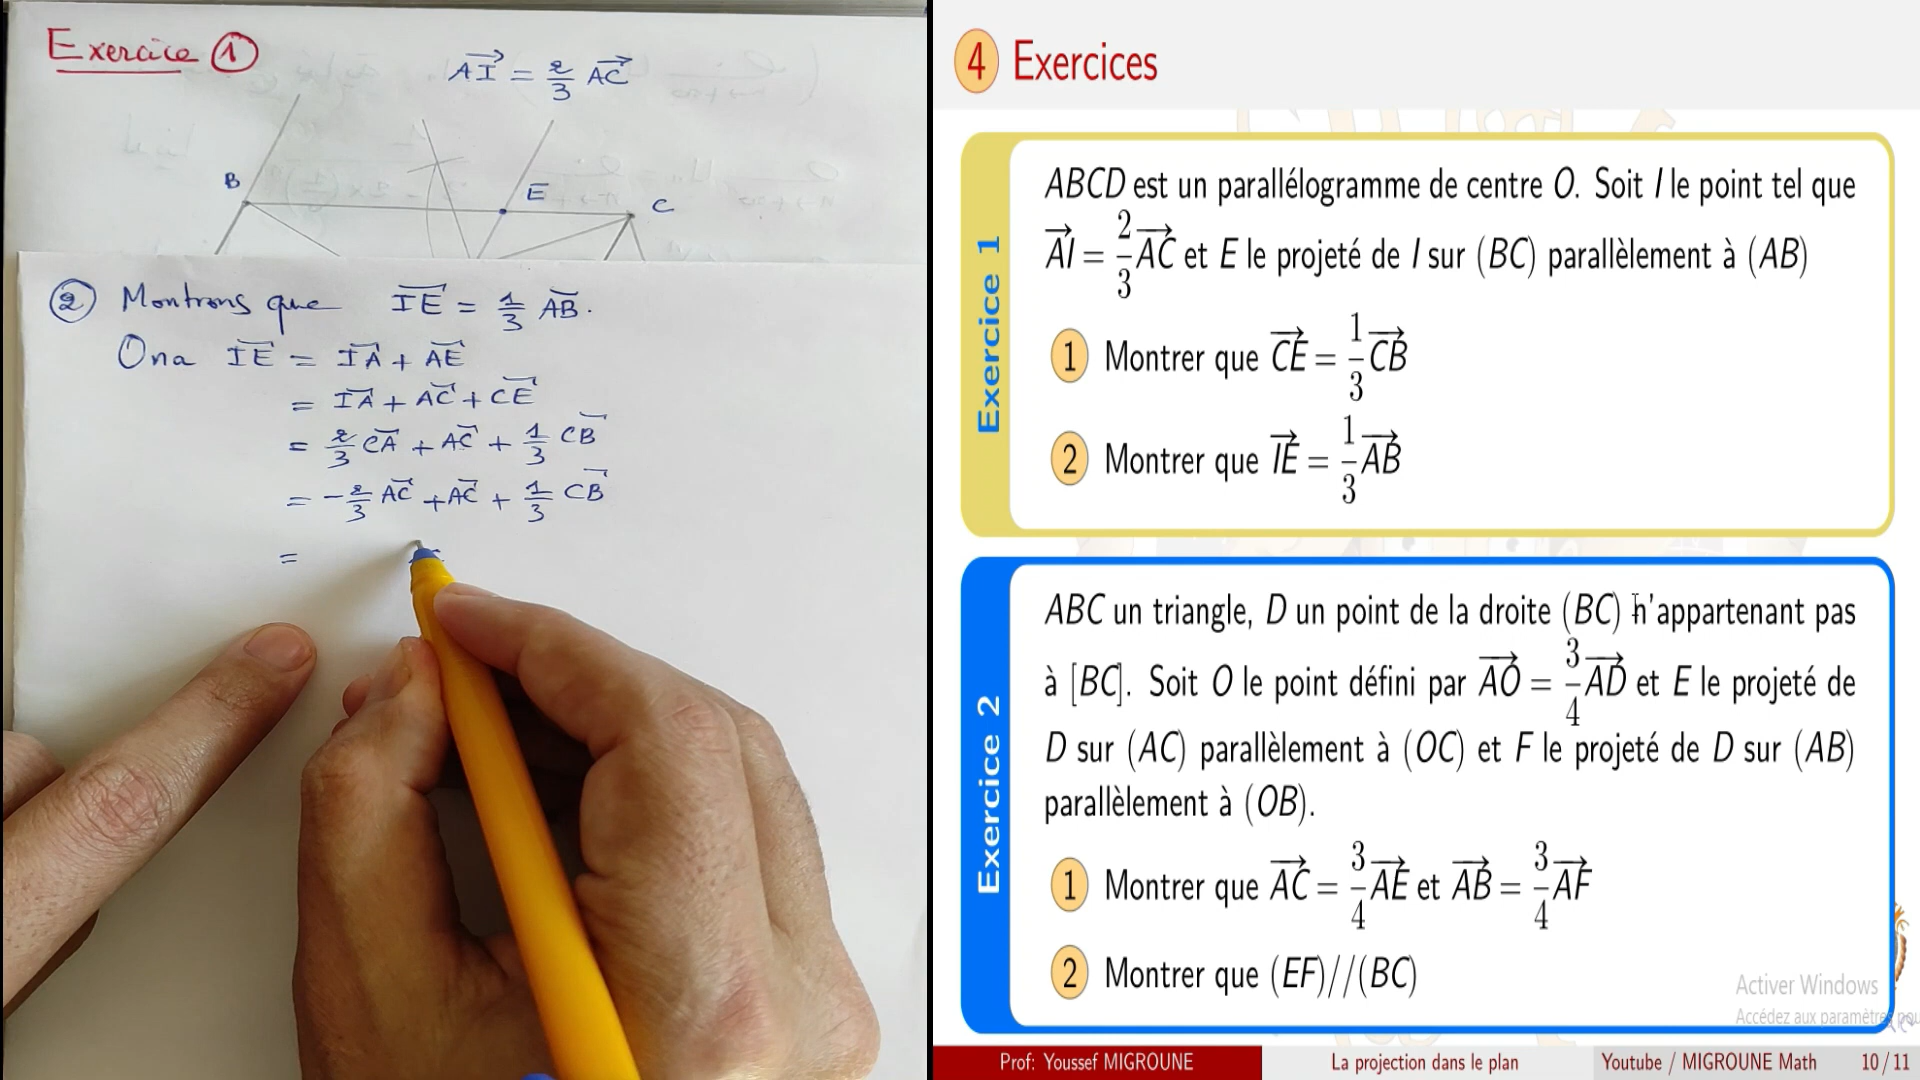 Exercice ①
AI = 2/3 AC
B
E
C
② Montrons que IE = 1/3 AB.
Ona IE = IA + AE
= IA + AC + CE
= 2/3 CA + AC + 1/3 CB
= -2/3 AC + AC + 1/3 CB
=
4 Exercices
Exercice 1
ABCD est un parallélogramme de centre O. Soit I le point tel que
AI = 2/3 AC et E le projeté de I sur (BC) parallèlement à (AB)
1 Montrer que CE = 1/3 CB
2 Montrer que IE = 1/3 AB
Exercice 2
ABC un triangle, D un point de la droite (BC) n'appartenant pas
à [BC]. Soit O le point défini par AO = 3/4 AD et E le projeté de
D sur (AC) parallèlement à (OC) et F le projeté de D sur (AB)
parallèlement à (OB).
1 Montrer que AC = 3/4 AE et AB = 3/4 AF
2 Montrer que (EF)//(BC)
Activer Windows
Accédez aux paramètres pou
Prof: Youssef MIGROUNE
La projection dans le plan
Youtube / MIGROUNE Math
10/11